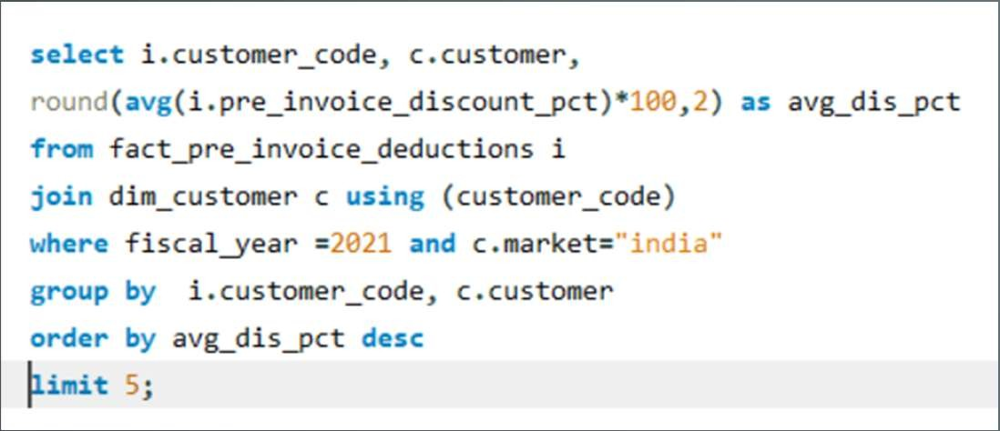 select i.customer_code, c.customer,
round(avg(i.pre_invoice_discount_pct)*100,2) as avg_dis_pct
from fact_pre_invoice_deductions i
join dim_customer c using (customer_code)
where fiscal_year =2021 and c.market="india"
group by  i.customer_code, c.customer
order by avg_dis_pct desc
limit 5;